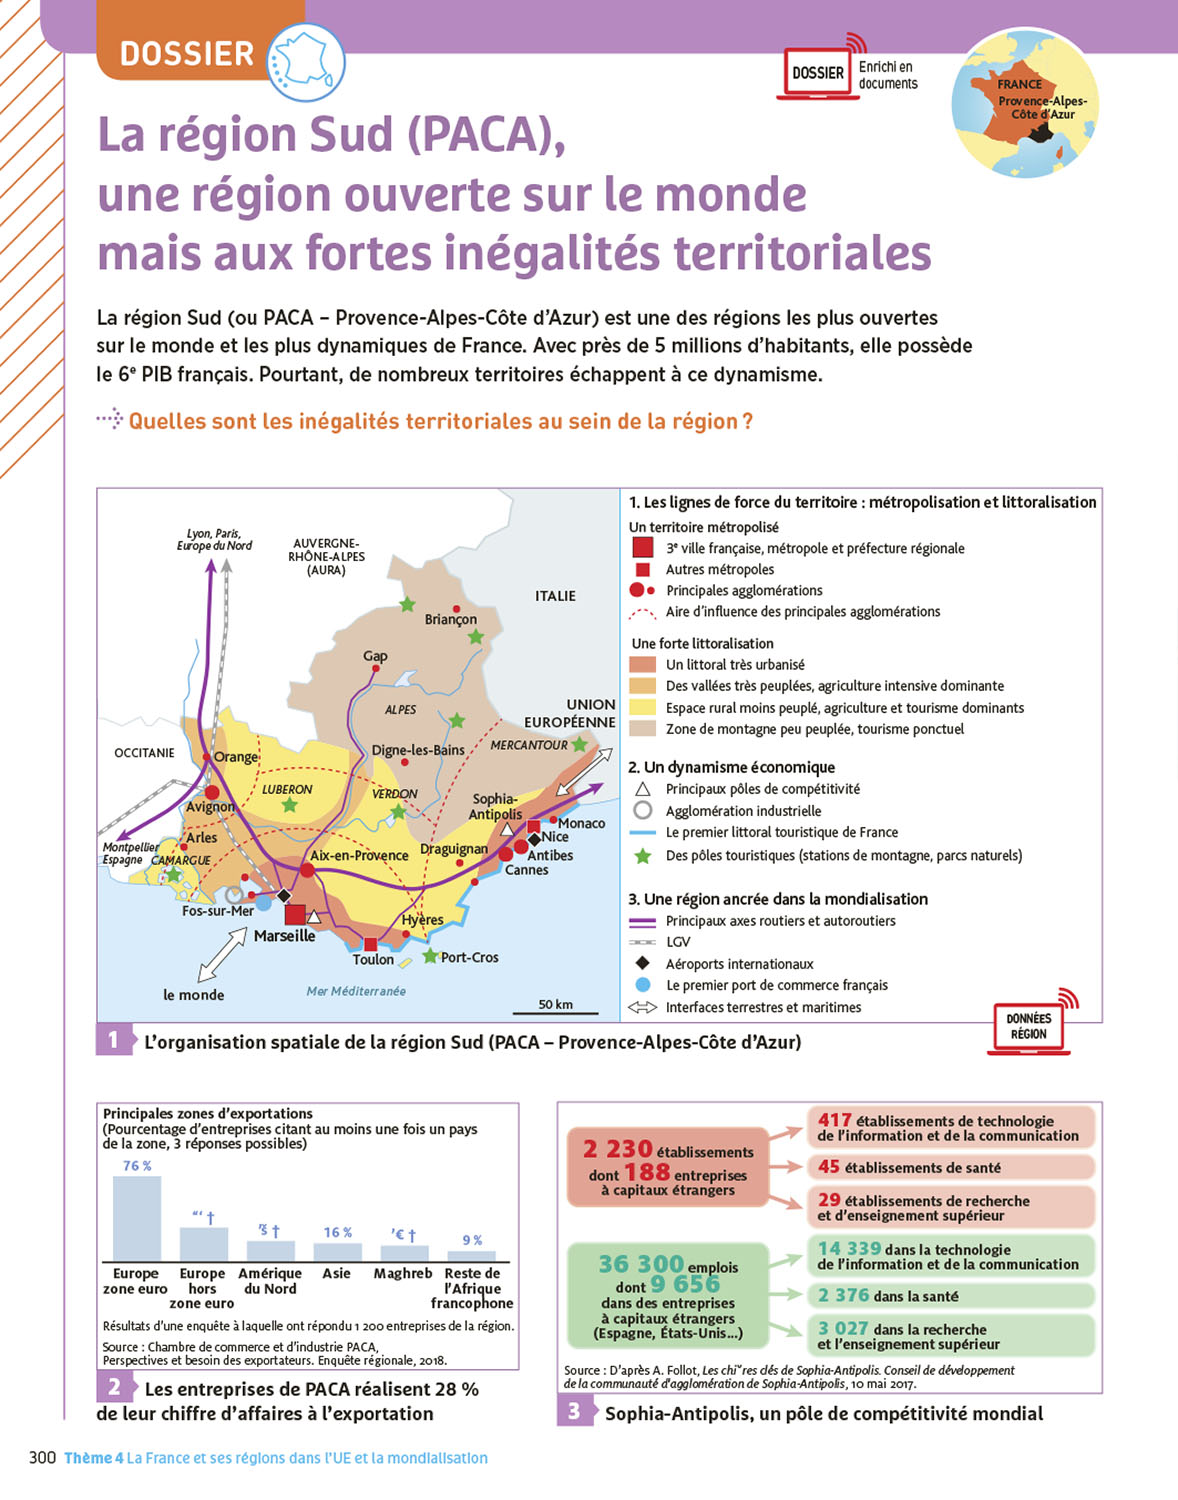 DOSSIER
DOSSIER
Enrichi en
documents
FRANCE
Provence-Alpes-
Côte d'Azur
La région Sud (PACA),
une région ouverte sur le monde
mais aux fortes inégalités territoriales
La région Sud (ou PACA – Provence-Alpes-Côte d'Azur) est une des régions les plus ouvertes
sur le monde et les plus dynamiques de France. Avec près de 5 millions d'habitants, elle possède
le 6e PIB français. Pourtant, de nombreux territoires échappent à ce dynamisme.
Quelles sont les inégalités territoriales au sein de la région ?
Lyon, Paris,
Europe du Nord
AUVERGNE-
RHÔNE-ALPES
(AURA)
ITALIE
Briançon
Gap
ALPES
UNION
EUROPÉENNE
OCCITANIE
Orange
Digne-les-Bains
MERCANTOUR
LUBERON
VERDON
Avignon
Sophia-
Antipolis
Monaco
Nice
Arles
Montpellier
Espagne
CAMARGUE
Aix-en-Provence
Draguignan
Antibes
Cannes
Fos-sur-Mer
Marseille
Hyères
Toulon
Port-Cros
le monde
Mer Méditerranée
50 km
1. Les lignes de force du territoire : métropolisation et littoralisation
Un territoire métropolisé
3e ville française, métropole et préfecture régionale
Autres métropoles
Principales agglomérations
Aire d'influence des principales agglomérations
Une forte littoralisation
Un littoral très urbanisé
Des vallées très peuplées, agriculture intensive dominante
Espace rural moins peuplé, agriculture et tourisme dominants
Zone de montagne peu peuplée, tourisme ponctuel
2. Un dynamisme économique
Principaux pôles de compétitivité
Agglomération industrielle
Le premier littoral touristique de France
Des pôles touristiques (stations de montagne, parcs naturels)
3. Une région ancrée dans la mondialisation
Principaux axes routiers et autoroutiers
LGV
Aéroports internationaux
Le premier port de commerce français
Interfaces terrestres et maritimes
DONNÉES
RÉGION
1 L'organisation spatiale de la région Sud (PACA – Provence-Alpes-Côte d'Azur)
Principales zones d'exportations
(Pourcentage d'entreprises citant au moins une fois un pays
de la zone, 3 réponses possibles)
76 %
16 %
9 %
Europe
zone euro
Europe
hors
zone euro
Amérique
du Nord
Asie
Maghreb
Reste de
l'Afrique
francophone
Résultats d'une enquête à laquelle ont répondu 1 200 entreprises de la région.
Source : Chambre de commerce et d'industrie PACA,
Perspectives et besoin des exportateurs. Enquête régionale, 2018.
2 Les entreprises de PACA réalisent 28 %
de leur chiffre d'affaires à l'exportation
2 230 établissements
dont 188 entreprises
à capitaux étrangers
417 établissements de technologie
de l'information et de la communication
45 établissements de santé
29 établissements de recherche
et d'enseignement supérieur
36 300 emplois
dont 9 656
dans des entreprises
à capitaux étrangers
(Espagne, États-Unis...)
14 339 dans la technologie
de l'information et de la communication
2 376 dans la santé
3 027 dans la recherche
et l'enseignement supérieur
Source : D'après A. Follot, Les chi˝res clés de Sophia-Antipolis. Conseil de développement
de la communauté d'agglomération de Sophia-Antipolis, 10 mai 2017.
3 Sophia-Antipolis, un pôle de compétitivité mondial
300 Thème 4 La France et ses régions dans l'UE et la mondialisation